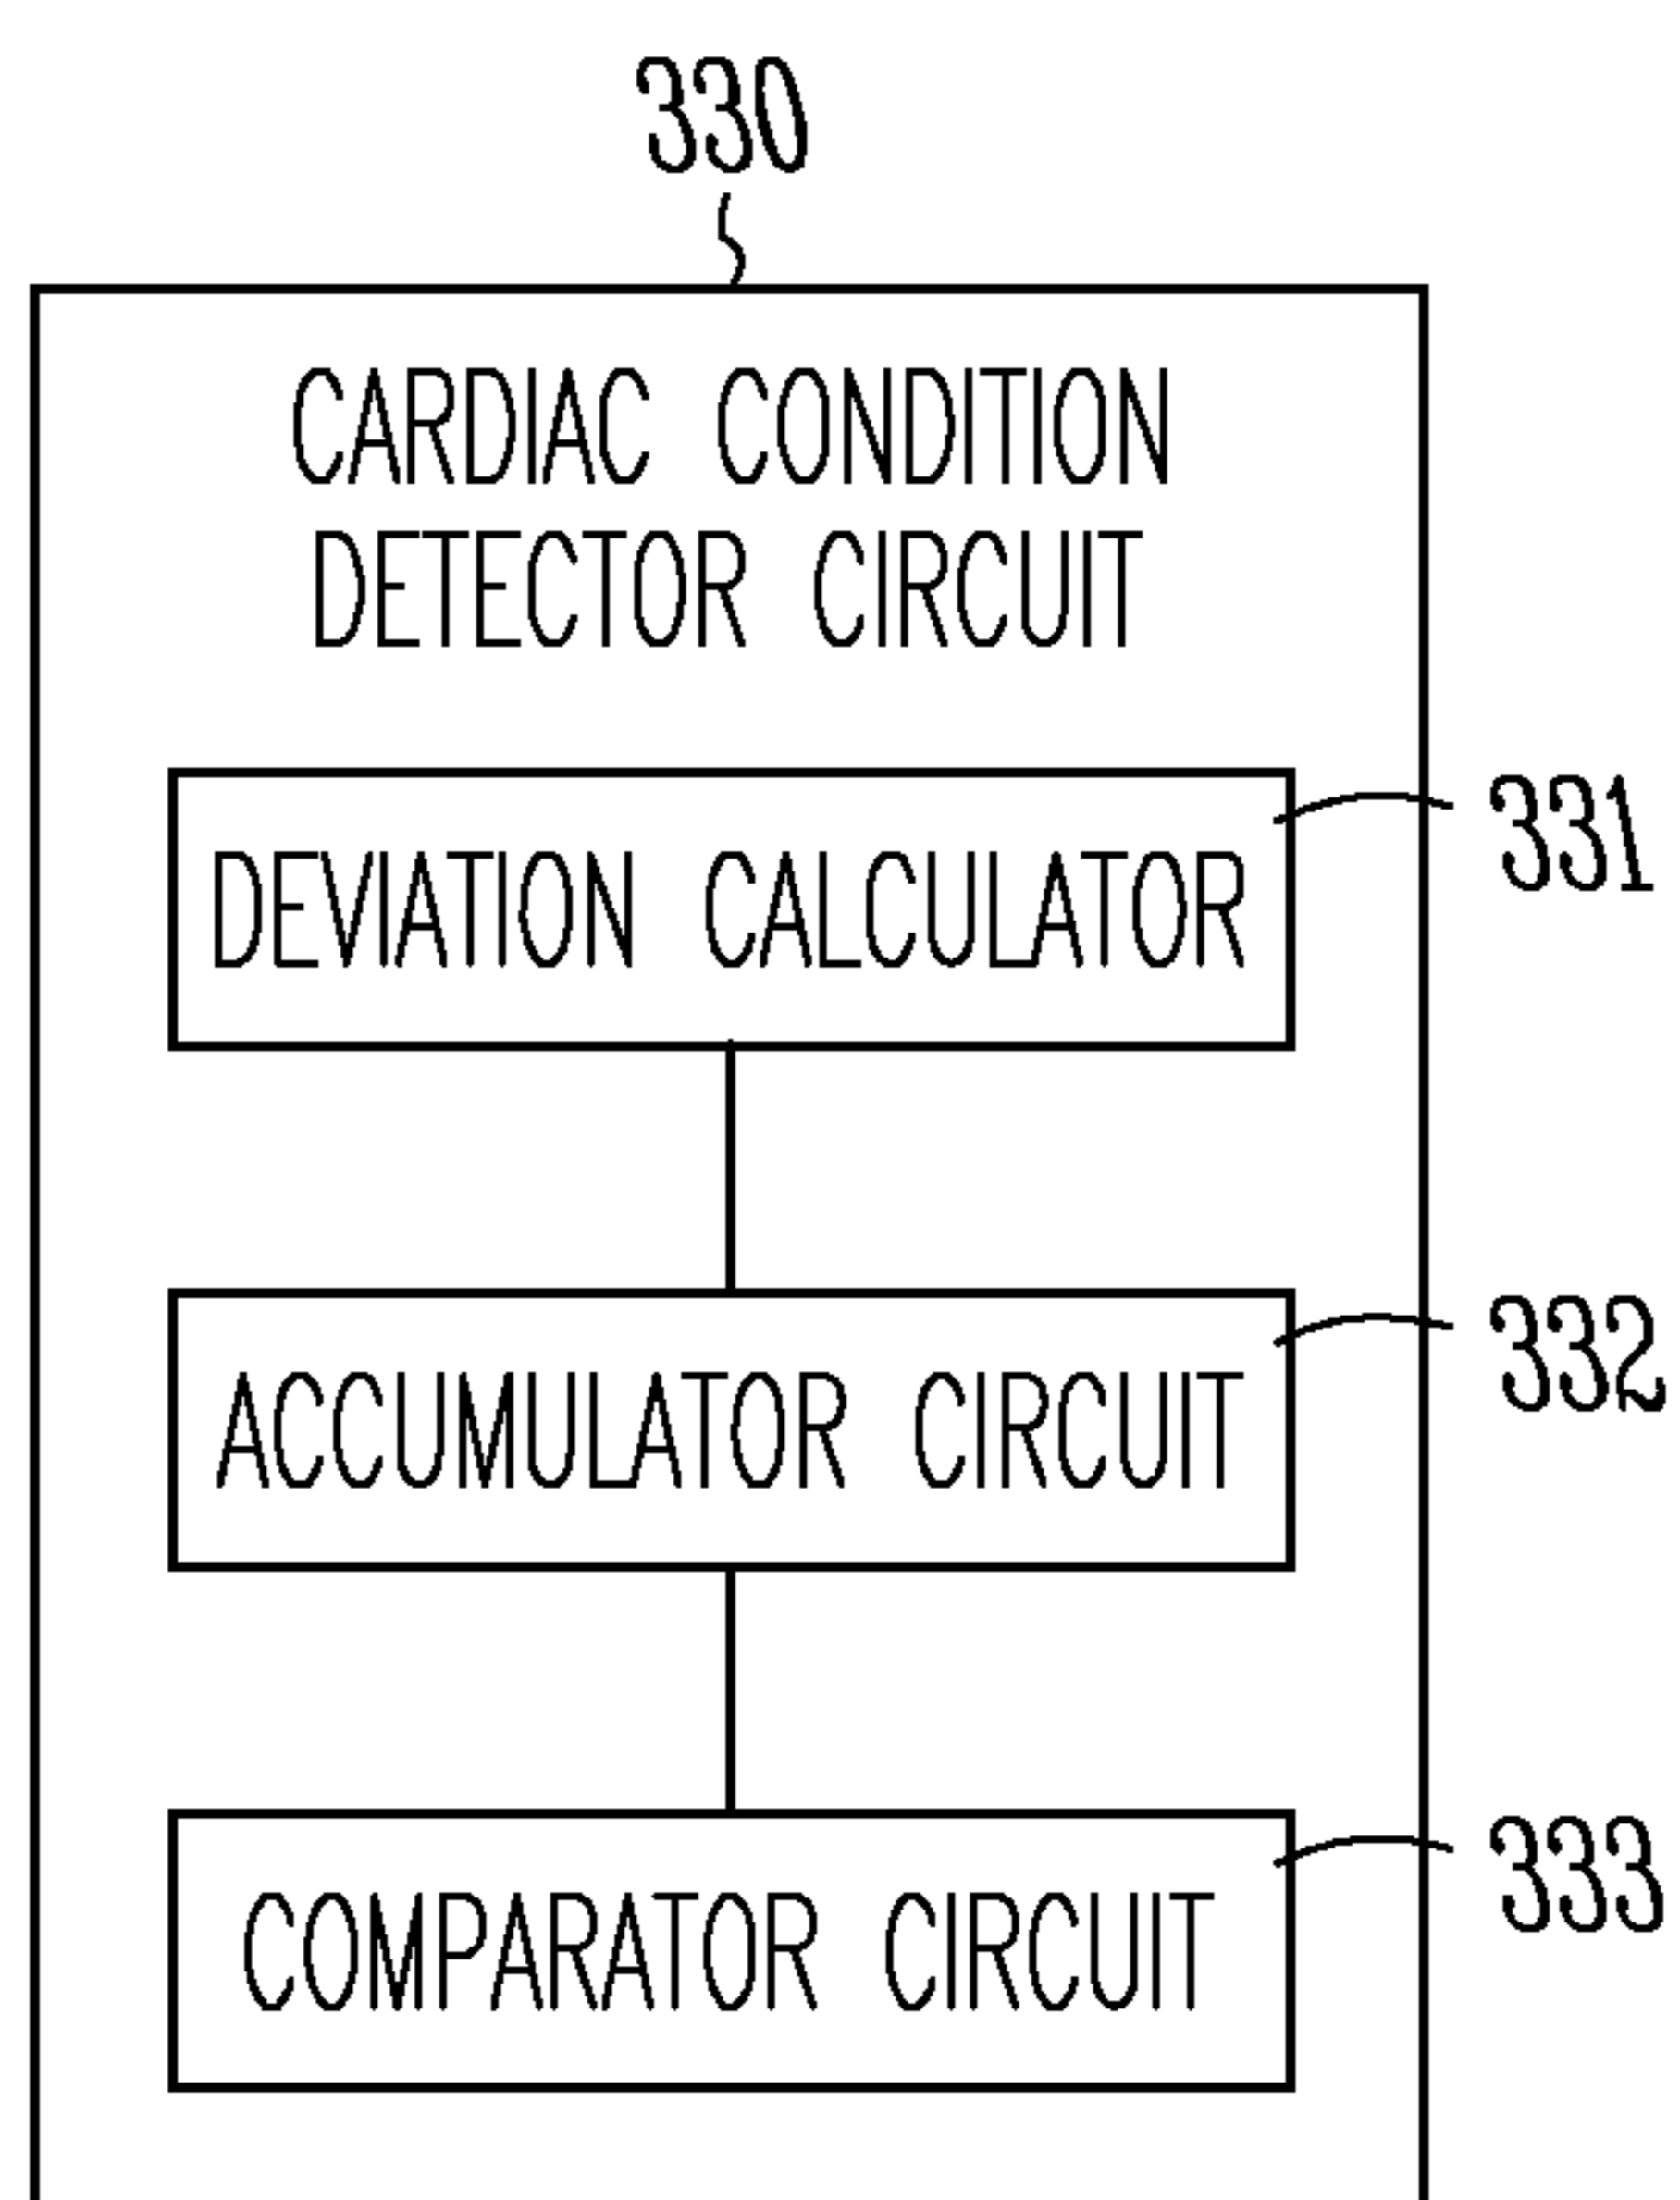 330
CARDIAC CONDITION
DETECTOR CIRCUIT
DEVIATION CALCULATOR
331
ACCUMULATOR CIRCUIT
332
COMPARATOR CIRCUIT
333